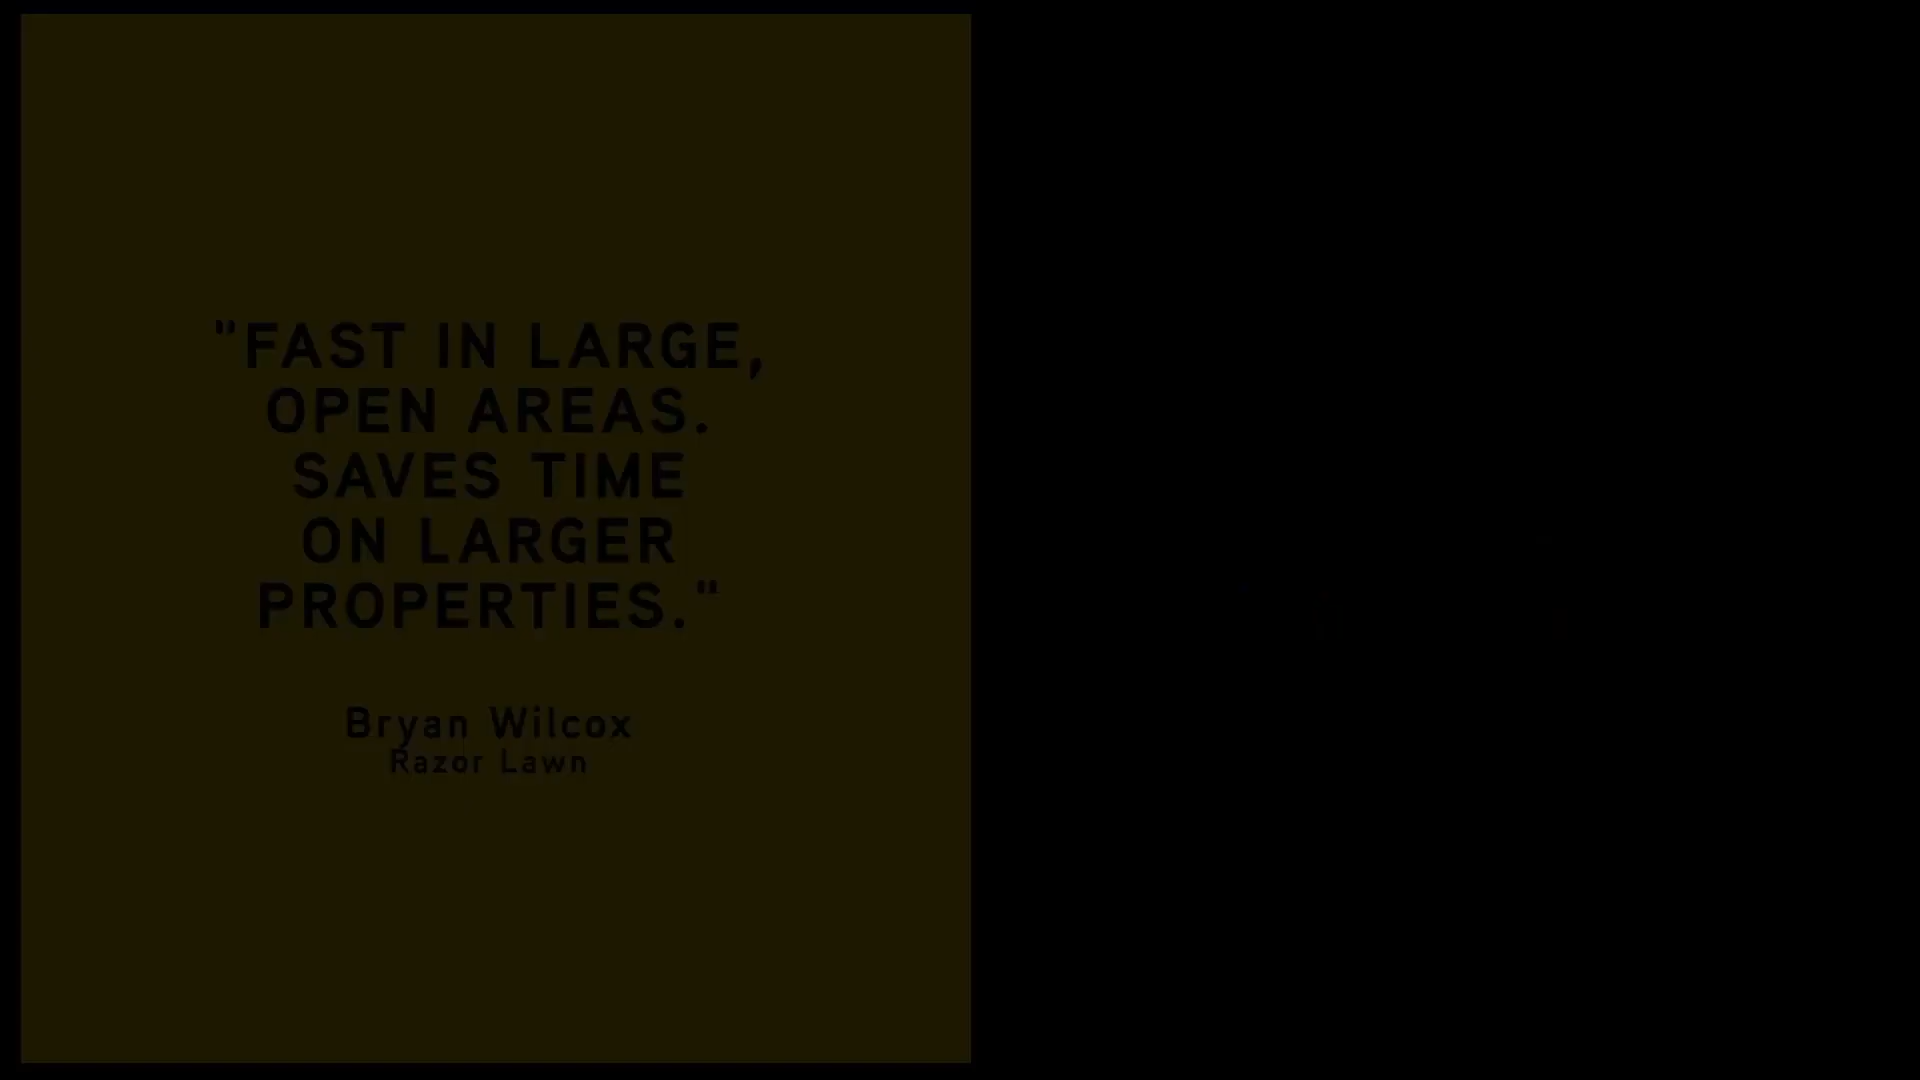 "FAST IN LARGE,
OPEN AREAS.
SAVES TIME
ON LARGER
PROPERTIES."
Bryan Wilcox
Razor Lawn